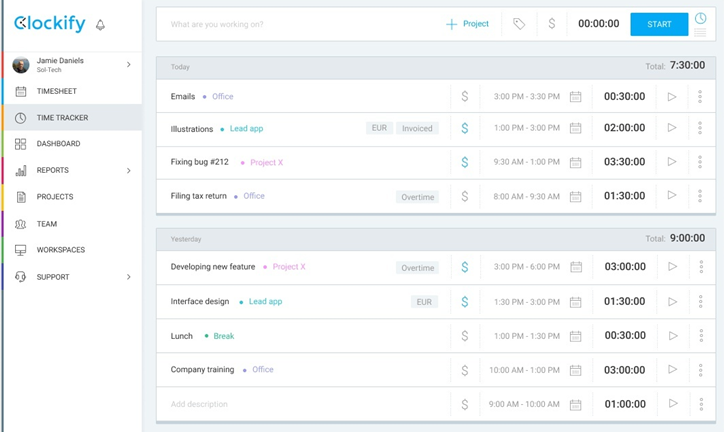 Clockify
What are you working on?
Project
$
00:00:00
START
Jamie Daniels
Sol-Tech
TIMESHEET
TIME TRACKER
DASHBOARD
REPORTS
PROJECTS
TEAM
WORKSPACES
SUPPORT
Today Total: 7:30:00
Emails • Office $ 3:00 PM - 3:30 PM 00:30:00
Illustrations • Lead app EUR Invoiced $ 1:00 PM - 3:00 PM 02:00:00
Fixing bug #212 • Project X $ 9:30 AM - 1:00 PM 03:30:00
Filing tax return • Office Overtime $ 8:00 AM - 9:30 AM 01:30:00
Yesterday Total: 9:00:00
Developing new feature • Project X Overtime $ 3:00 PM - 6:00 PM 03:00:00
Interface design • Lead app EUR $ 1:30 PM - 3:00 PM 01:30:00
Lunch • Break $ 1:00 PM - 1:30 PM 00:30:00
Company training • Office $ 10:00 AM - 1:00 PM 03:00:00
Add description $ 9:00 AM - 10:00 AM 01:00:00